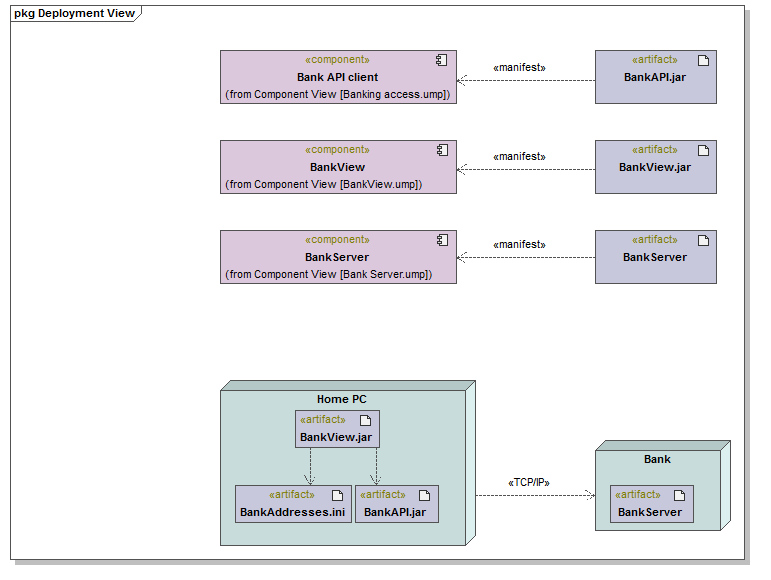 pkg Deployment View
«component»
Bank API client
(from Component View [Banking access.ump])
«manifest»
«artifact»
BankAPI.jar
«component»
BankView
(from Component View [BankView.ump])
«manifest»
«artifact»
BankView.jar
«component»
BankServer
(from Component View [Bank Server.ump])
«manifest»
«artifact»
BankServer
Home PC
«artifact»
BankView.jar
«artifact»
BankAddresses.ini
«artifact»
BankAPI.jar
«TCP/IP»
Bank
«artifact»
BankServer